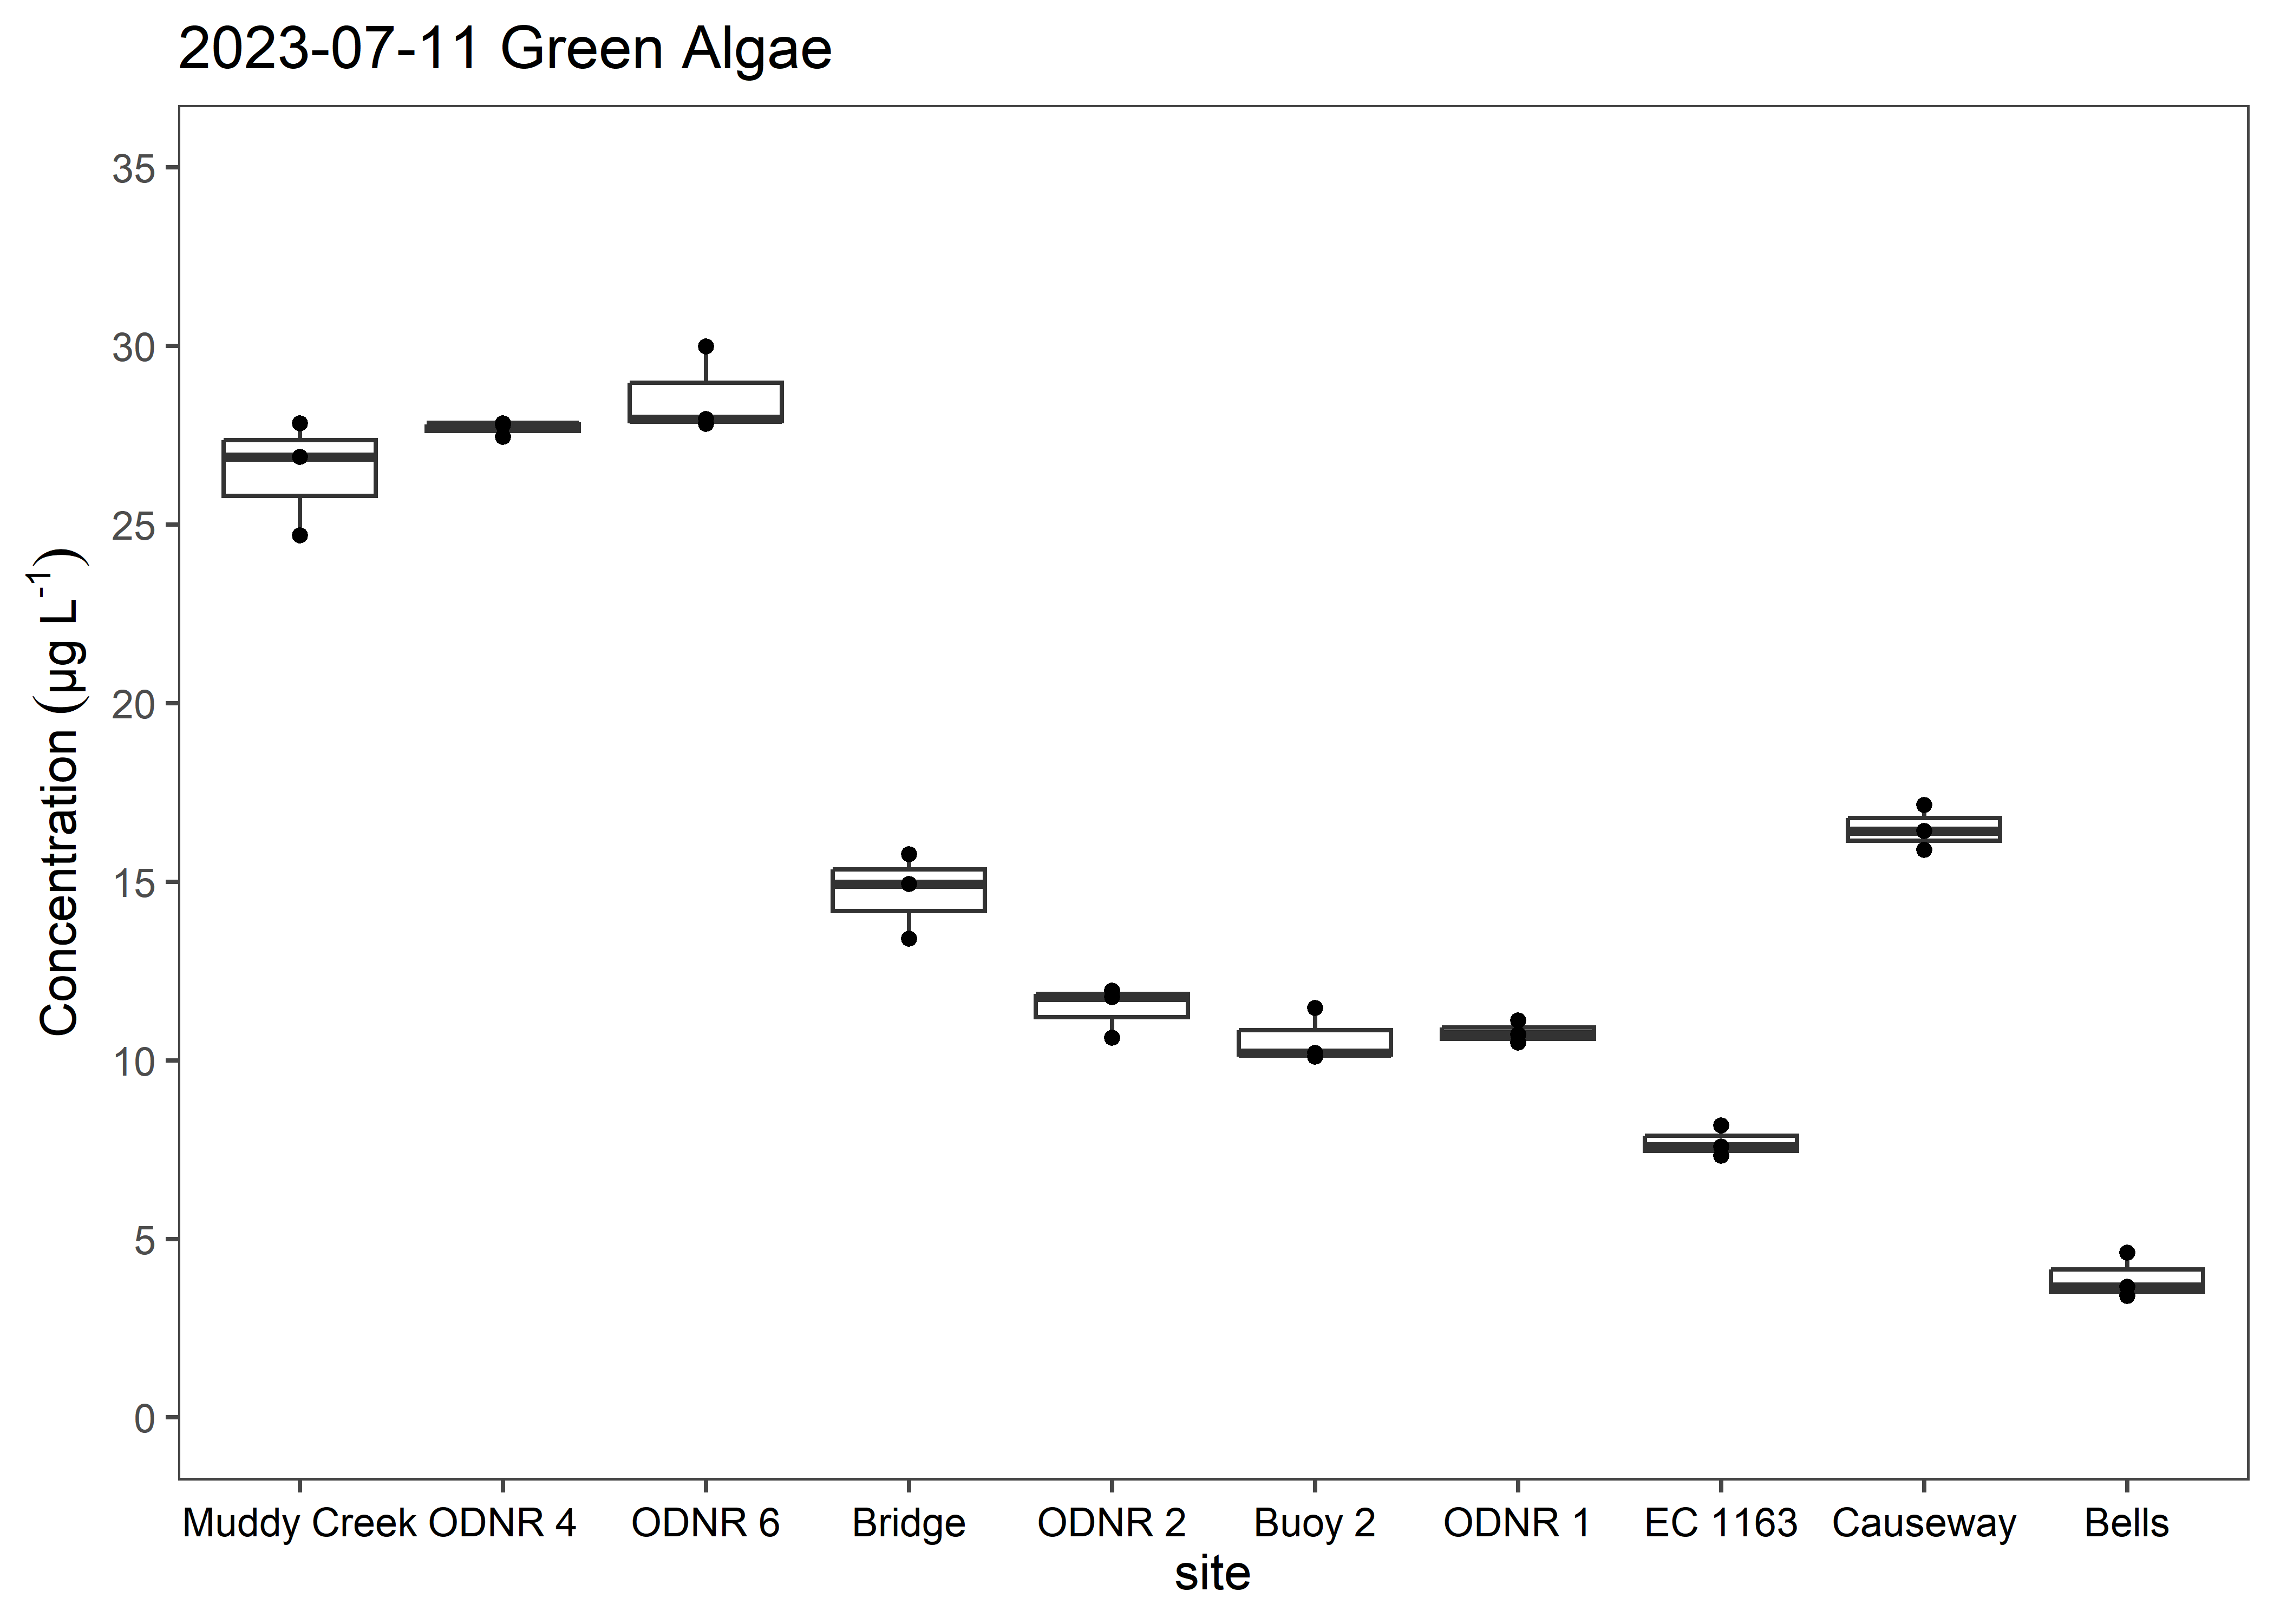 2023-07-11 Green Algae
Concentration (µg L⁻¹)
35
30
25
20
15
10
5
0
Muddy Creek ODNR 4 ODNR 6 Bridge ODNR 2 Buoy 2 ODNR 1 EC 1163 Causeway Bells
site